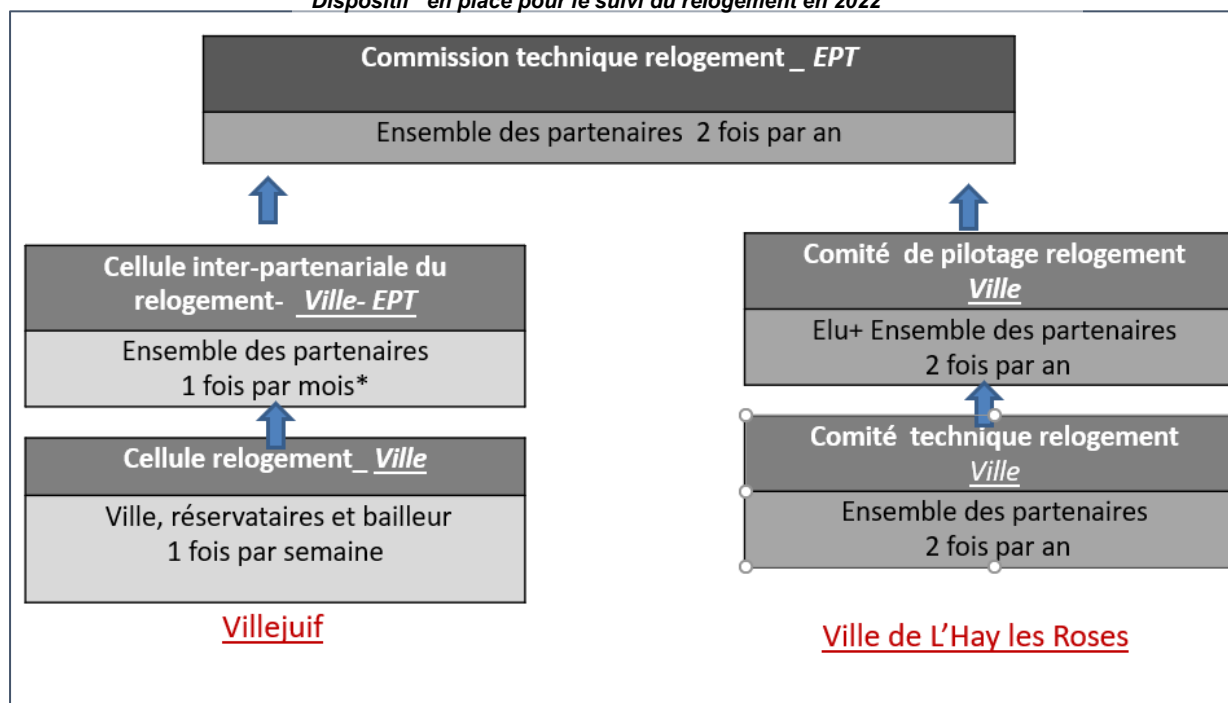 Dispositif en place pour le suivi du relogement en 2022
Commission technique relogement _ EPT
Ensemble des partenaires 2 fois par an
Cellule inter-partenariale du
relogement- Ville- EPT
Ensemble des partenaires
1 fois par mois*
Cellule relogement_ Ville
Ville, réservataires et bailleur
1 fois par semaine
Villejuif
Comité de pilotage relogement
Ville
Elu+ Ensemble des partenaires
2 fois par an
Comité technique relogement
Ville
Ensemble des partenaires
2 fois par an
Ville de L'Hay les Roses